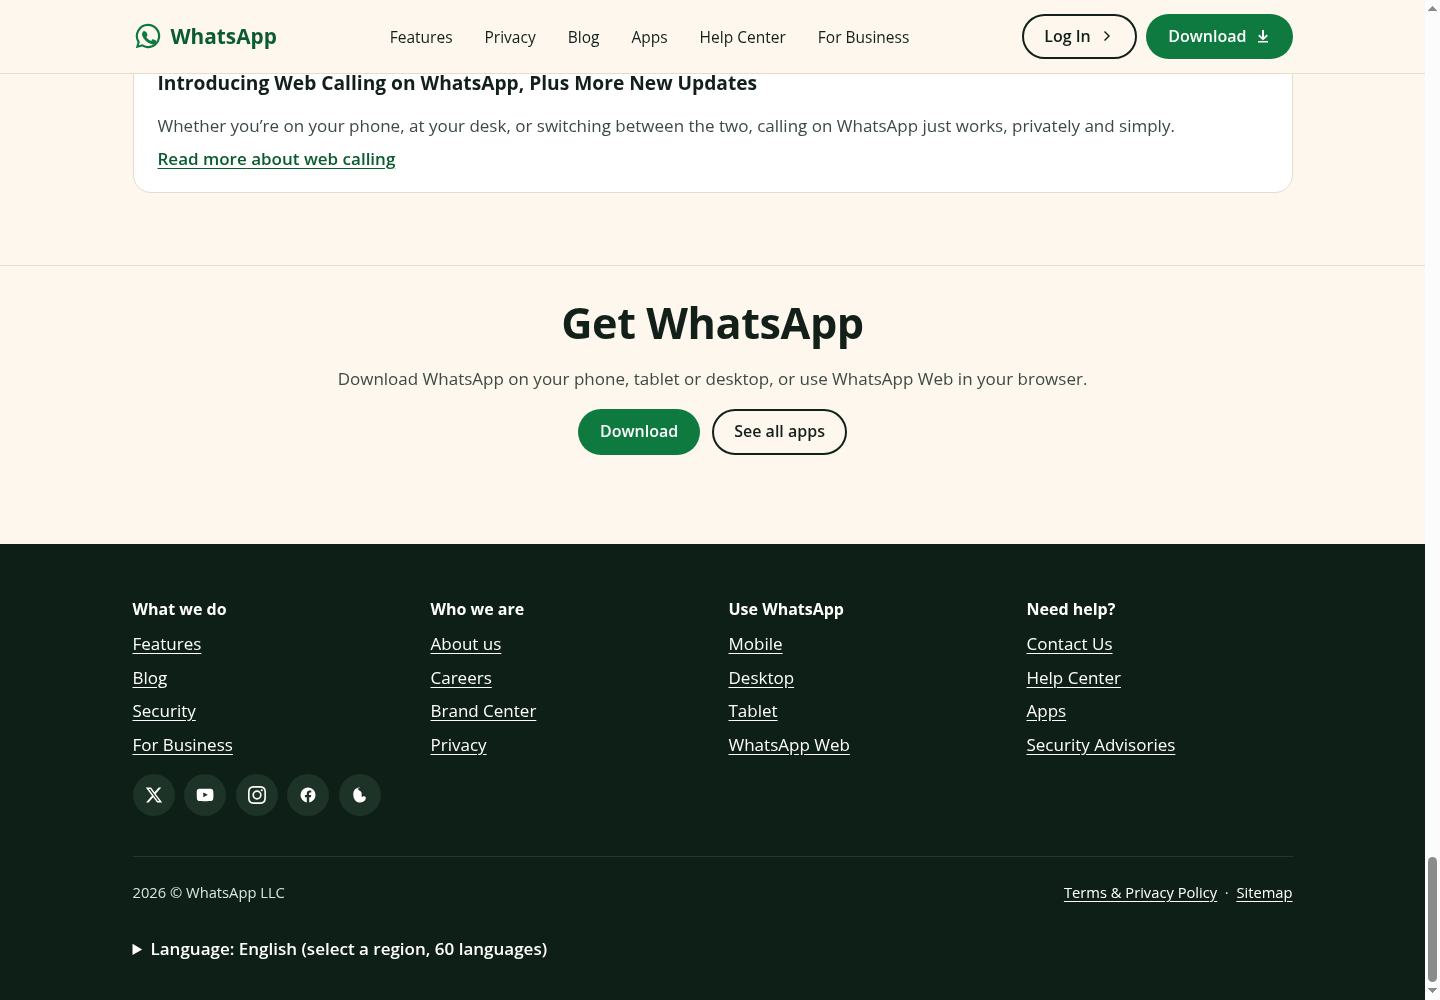 WhatsApp
Features
Privacy
Blog
Apps
Help Center
For Business
Log In
Download
Introducing Web Calling on WhatsApp, Plus More New Updates
Whether you’re on your phone, at your desk, or switching between the two, calling on WhatsApp just works, privately and simply.
Read more about web calling
Get WhatsApp
Download WhatsApp on your phone, tablet or desktop, or use WhatsApp Web in your browser.
Download
See all apps
What we do
Features
Blog
Security
For Business
Who we are
About us
Careers
Brand Center
Privacy
Use WhatsApp
Mobile
Desktop
Tablet
WhatsApp Web
Need help?
Contact Us
Help Center
Apps
Security Advisories
2026 © WhatsApp LLC
Terms & Privacy Policy · Sitemap
Language: English (select a region, 60 languages)